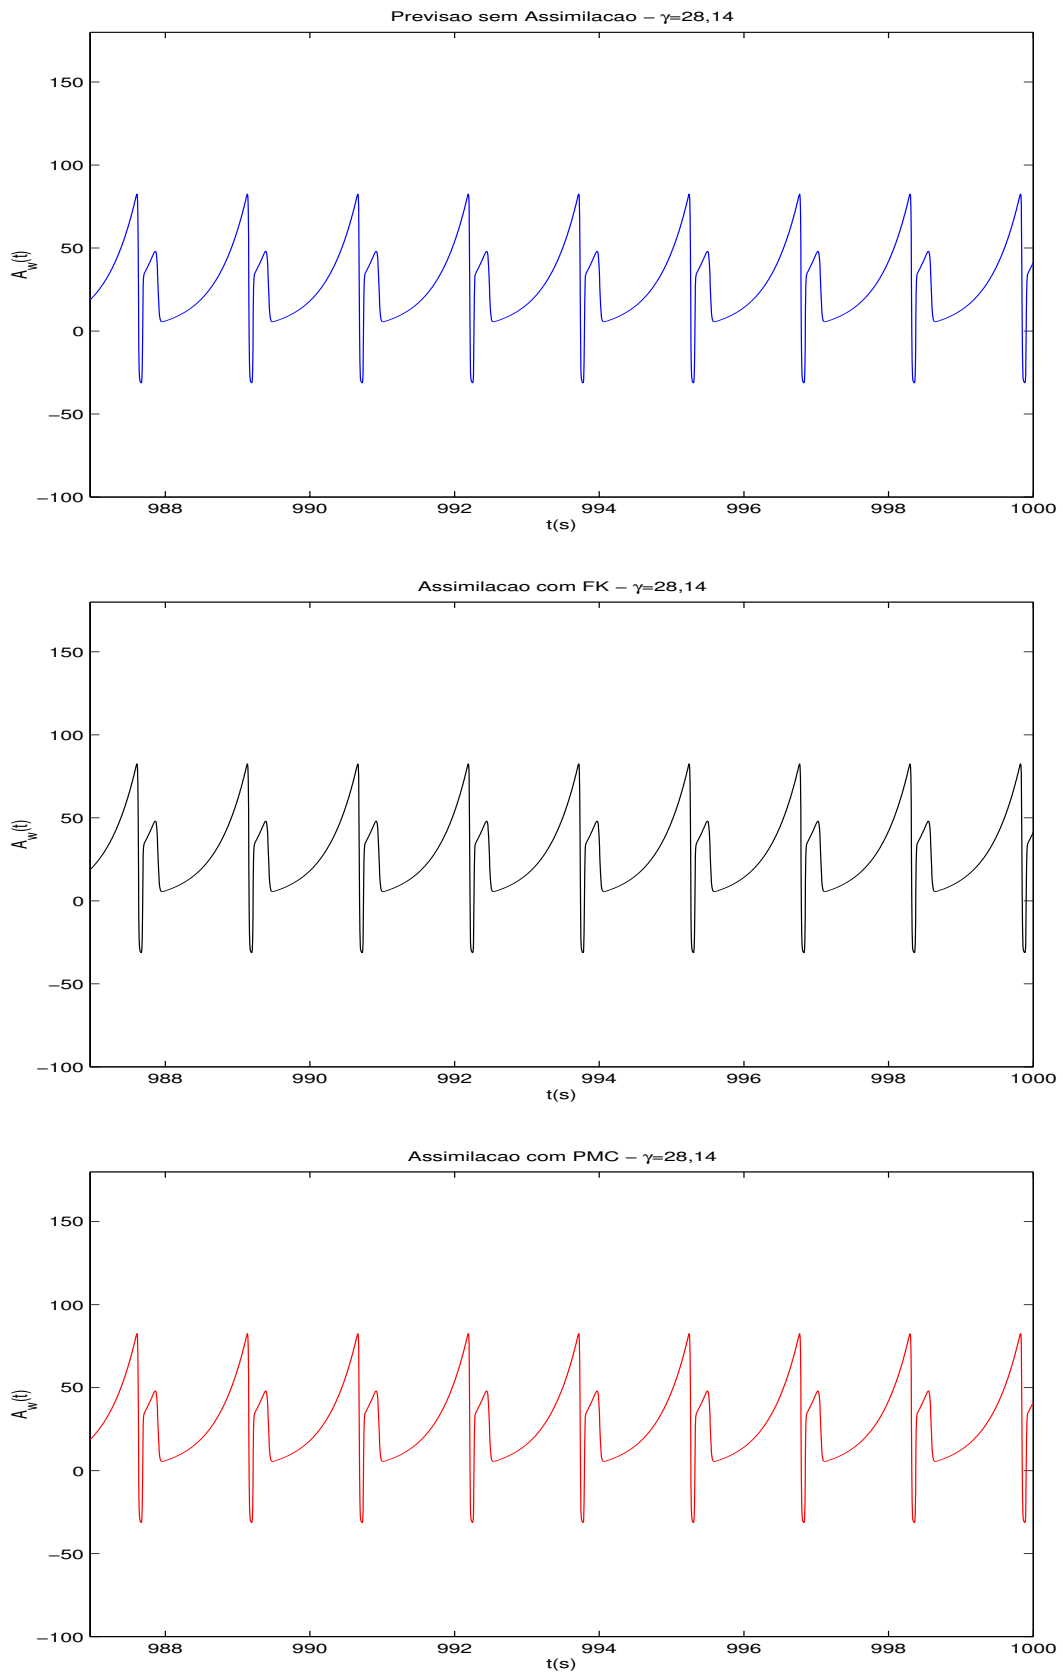 Previsao sem Assimilacao – γ=28,14
150
100
50
0
−50
−100
A_w(t)
988 990 992 994 996 998 1000
t(s)
Assimilacao com FK – γ=28,14
150
100
50
0
−50
−100
A_w(t)
988 990 992 994 996 998 1000
t(s)
Assimilacao com PMC – γ=28,14
150
100
50
0
−50
−100
A_w(t)
988 990 992 994 996 998 1000
t(s)